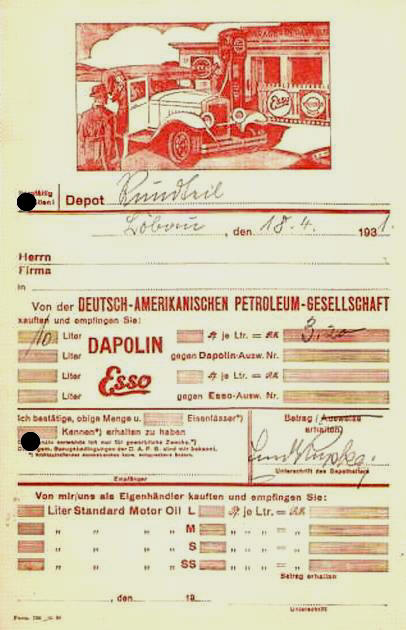 GARAGE
Esso
Depot Rundteil
Löbau, den 18.4. 1931.
Herrn
Firma
in
Von der DEUTSCH-AMERIKANISCHEN PETROLEUM-GESELLSCHAFT
kauften und empfingen Sie:
10 Liter DAPOLIN je Ltr. = RM 3,20
Liter gegen Dapolin-Ausw. Nr.
Liter Esso je Ltr. = RM
Liter gegen Esso-Ausw. Nr.
Ich bestätige, obige Menge u. Eisenfässer*)
Kannen*) erhalten zu haben
Betrag (Ausweise
erhalten)
Empfänger
Unterschrift des Depothalters
Von mir/uns als Eigenhändler kauften und empfingen Sie:
Liter Standard Motor Oil L je Ltr. = RM
" " " " M " " "
" " " " S " " "
" " " " SS " " "
Betrag erhalten
, den 19
Unterschrift